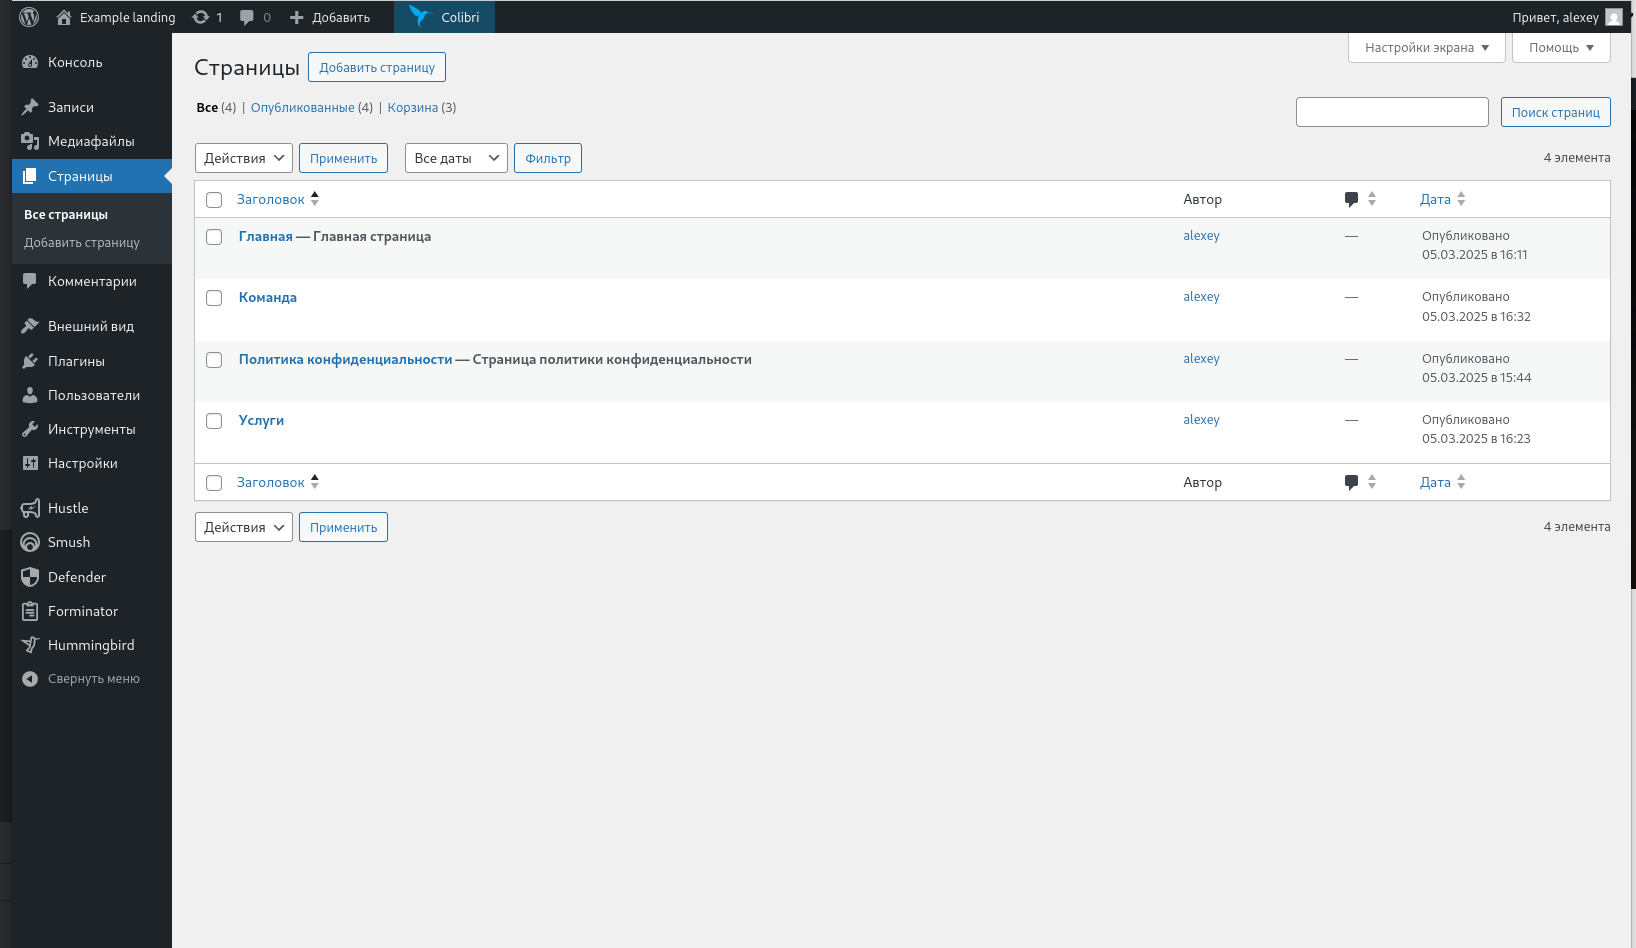 Example landing 1 0 Добавить Colibri Привет, alexey
Консоль
Записи
Медиафайлы
Страницы
Все страницы
Добавить страницу
Комментарии
Внешний вид
Плагины
Пользователи
Инструменты
Настройки
Hustle
Smush
Defender
Forminator
Hummingbird
Свернуть меню
Настройки экрана Помощь
Страницы Добавить страницу
Все (4) | Опубликованные (4) | Корзина (3)
Поиск страниц
Действия Применить Все даты Фильтр 4 элемента
Заголовок Автор Дата
Главная — Главная страница alexey — Опубликовано
05.03.2025 в 16:11
Команда alexey — Опубликовано
05.03.2025 в 16:32
Политика конфиденциальности — Страница политики конфиденциальности alexey — Опубликовано
05.03.2025 в 15:44
Услуги alexey — Опубликовано
05.03.2025 в 16:23
Заголовок Автор Дата
Действия Применить 4 элемента